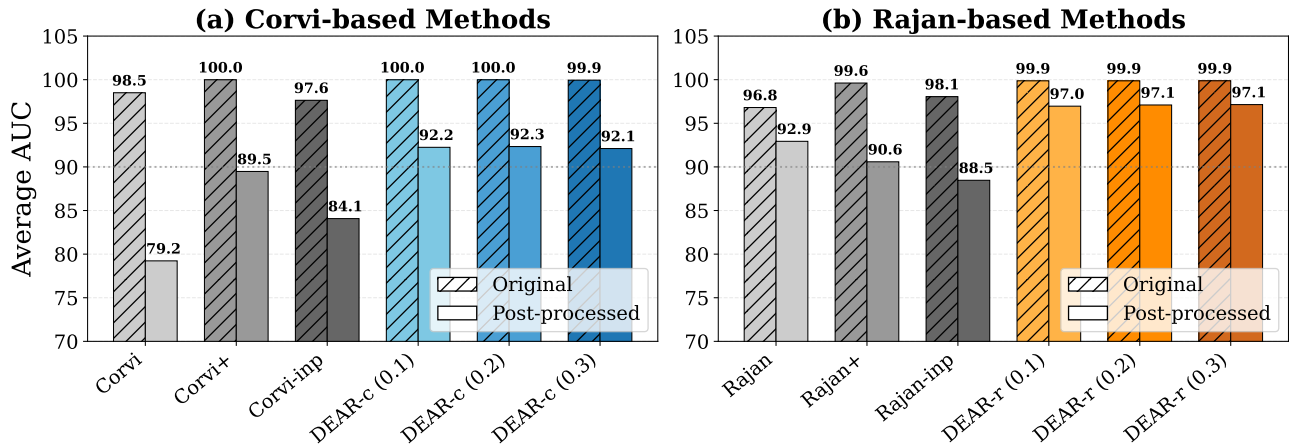 (a) Corvi-based Methods
Average AUC
105
100
95
90
85
80
75
70
98.5
79.2
100.0
89.5
97.6
84.1
100.0
92.2
100.0
92.3
99.9
92.1
Original
Post-processed
Corvi
Corvi+
Corvi-inp
DEAR-c (0.1)
DEAR-c (0.2)
DEAR-c (0.3)
(b) Rajan-based Methods
105
100
95
90
85
80
75
70
96.8
92.9
99.6
90.6
98.1
88.5
99.9
97.0
99.9
97.1
99.9
97.1
Original
Post-processed
Rajan
Rajan+
Rajan-inp
DEAR-r (0.1)
DEAR-r (0.2)
DEAR-r (0.3)